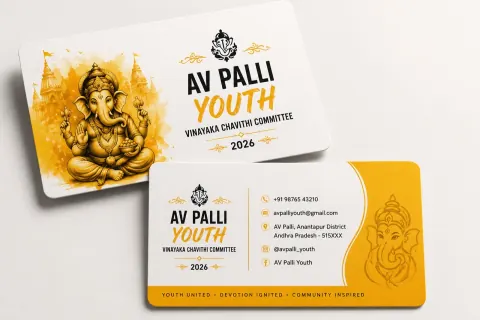 AV PALLI
YOUTH
VINAYAKA CHAVITHI COMMITTEE
2026
AV PALLI
YOUTH
VINAYAKA CHAVITHI COMMITTEE
2026
+91 98765 43210
avpalliyouth@gmail.com
AV Palli, Anantapur District
Andhra Pradesh - 515XXX
@avpalli_youth
AV Palli Youth
YOUTH UNITED • DEVOTION IGNITED • COMMUNITY INSPIRED